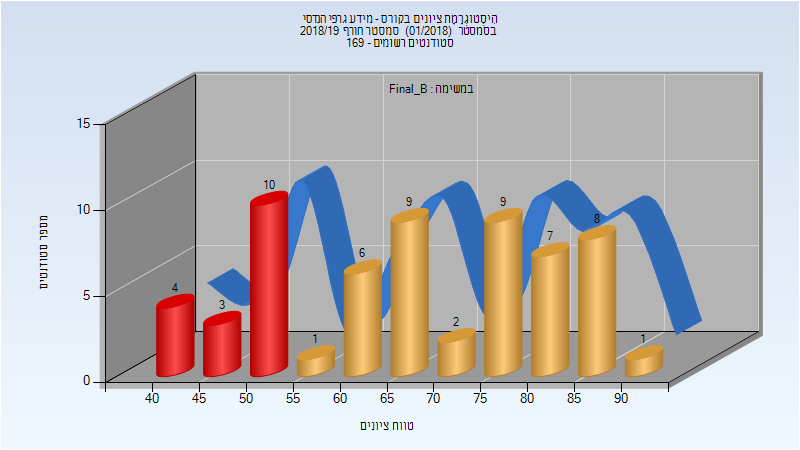 היסטוגרמת ציונים בקורס - מידע גרפי תנדסי
בסמסטר (01/2018) סמסטר חורף 2018/19
סטודנטים רשומים - 169
במשימה : Final_B
מספר סטודנטים
15
10
5
0
4
3
10
1
6
9
2
9
7
8
1
40 45 50 55 60 65 70 75 80 85 90
טווח ציונים